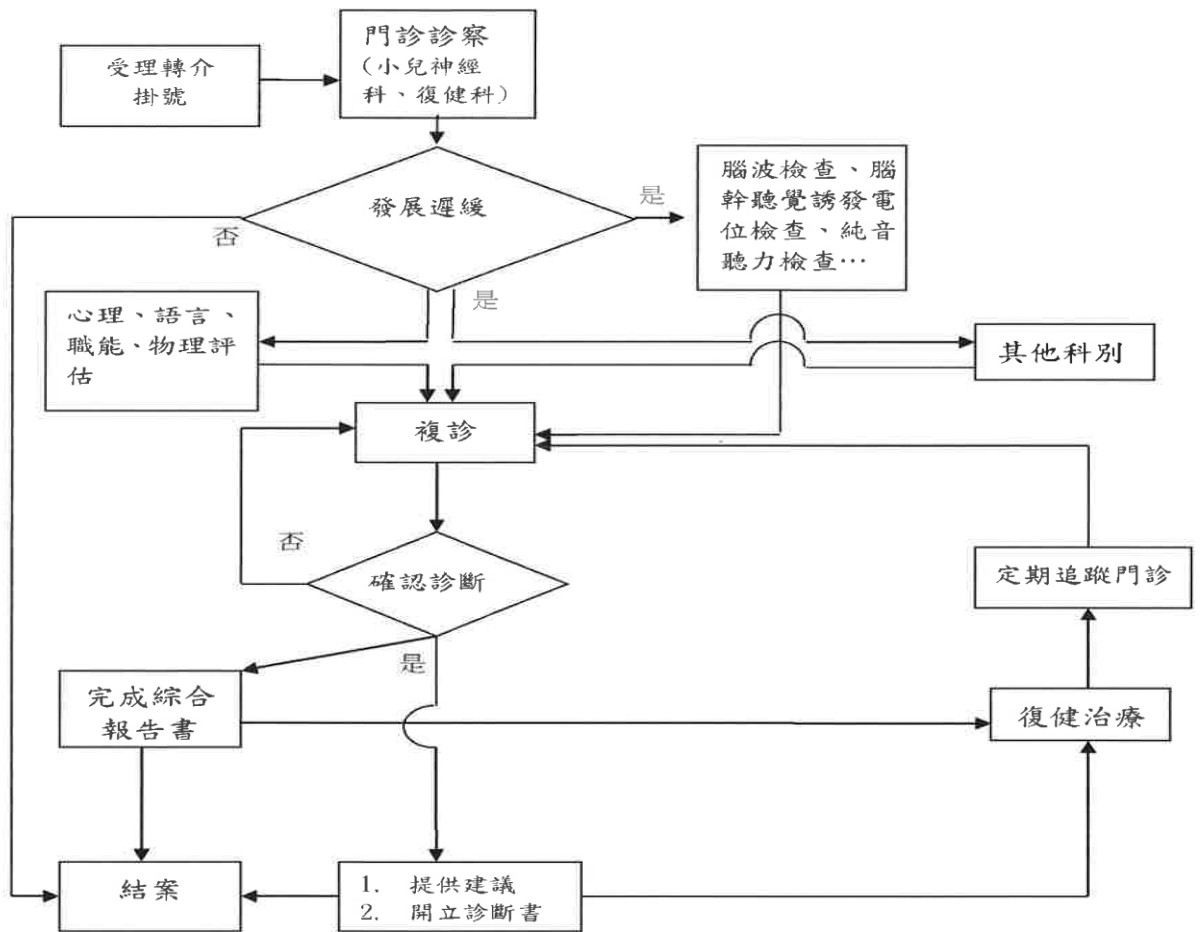 受理轉介
掛號
門診診察
(小兒神經
科、復健科)
發展遲緩
是
否
腦波檢查、腦
幹聽覺誘發電
位檢查、純音
聽力檢查…
是
心理、語言、
職能、物理評
估
其他科別
複診
否
確認診斷
定期追蹤門診
是
完成綜合
報告書
復健治療
結案
1. 提供建議
2. 開立診斷書